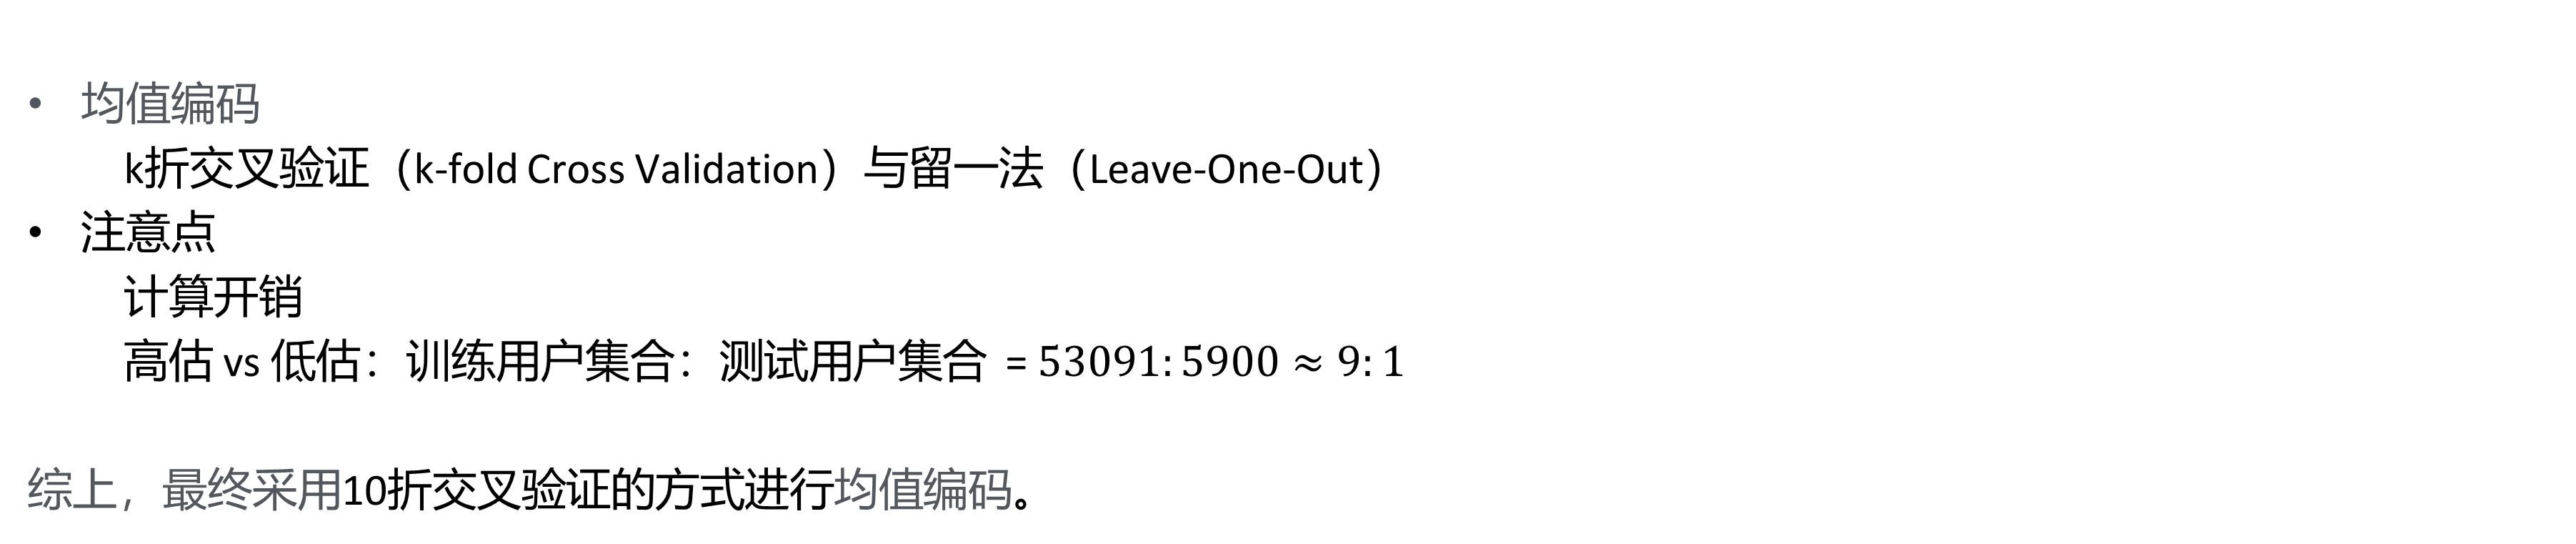 • 均值编码
k折交叉验证（k-fold Cross Validation）与留一法（Leave-One-Out）
• 注意点
计算开销
高估 vs 低估：训练用户集合：测试用户集合 = 53091: 5900 ≈ 9: 1
综上，最终采用10折交叉验证的方式进行均值编码。